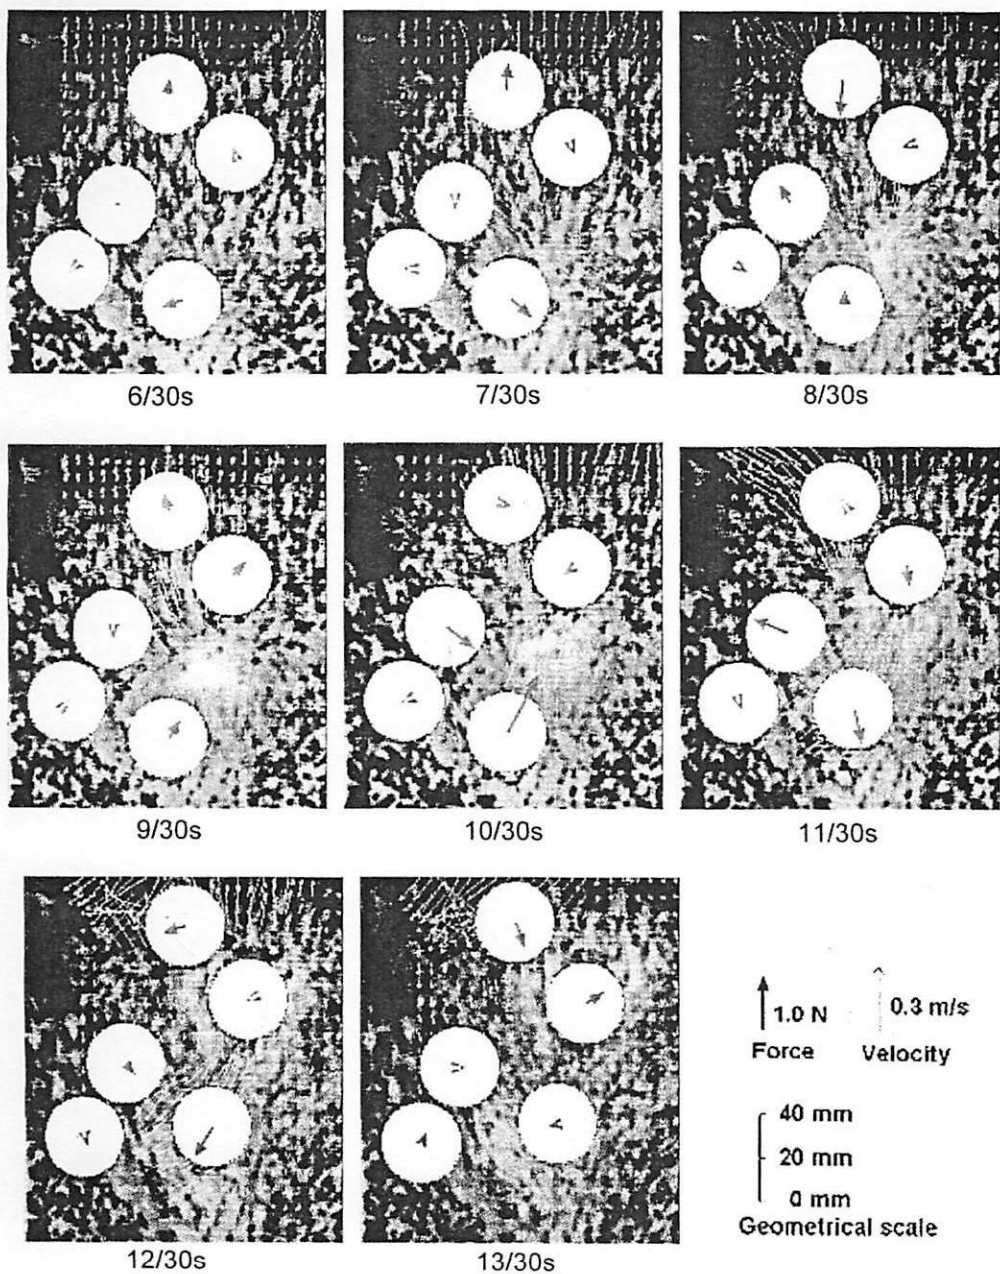 6/30s
7/30s
8/30s
9/30s
10/30s
11/30s
12/30s
13/30s
1.0 N
0.3 m/s
Force
Velocity
40 mm
20 mm
0 mm
Geometrical scale